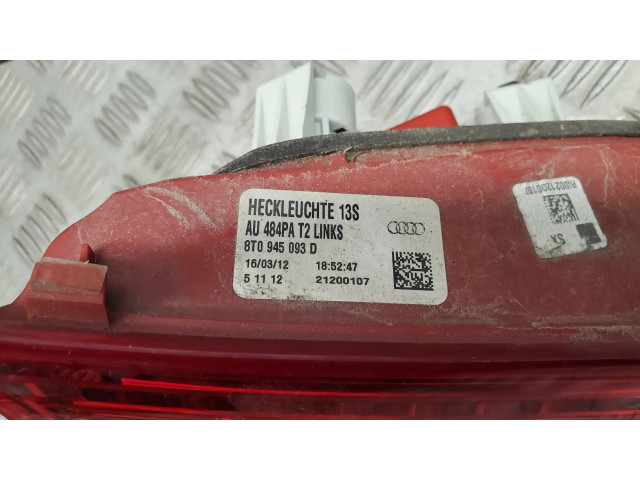 HECKLEUCHTE 13S
AU 484PA T2 LINKS
8T0 945 093 D
16/03/12 18:52:47
5 11 12 21200107
SX